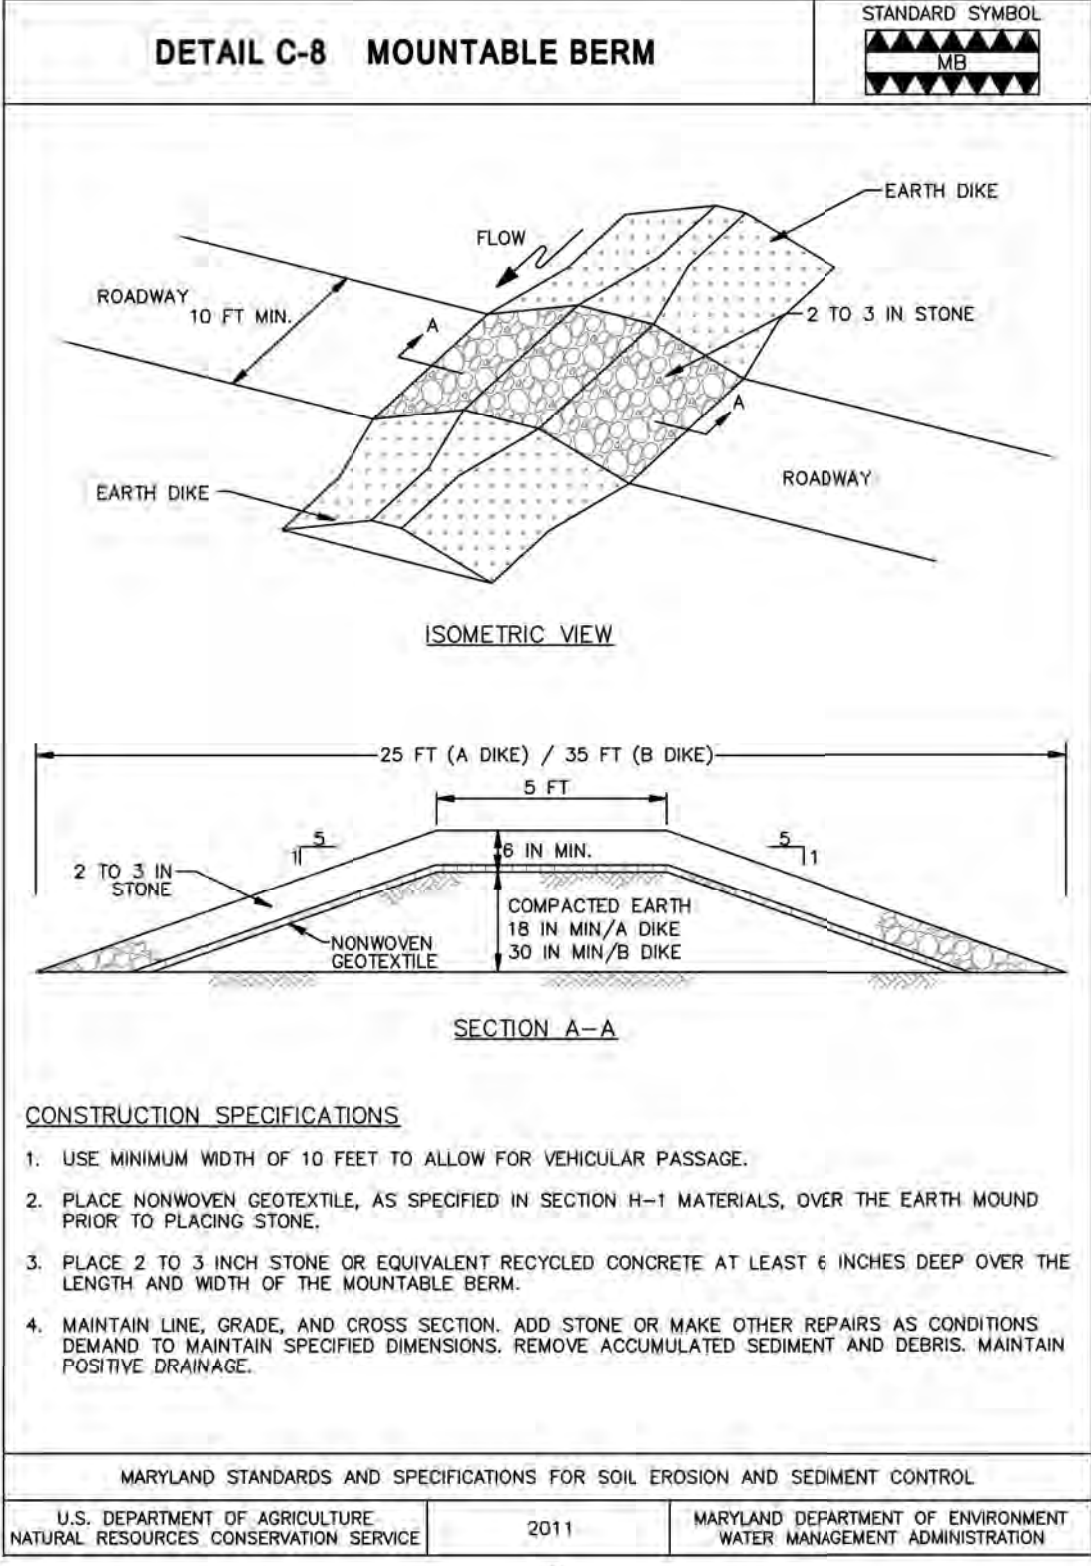 DETAIL C-8 MOUNTABLE BERM
STANDARD SYMBOL
MB
EARTH DIKE
FLOW
ROADWAY
10 FT MIN.
2 TO 3 IN STONE
A
A
ROADWAY
EARTH DIKE
ISOMETRIC VIEW
25 FT (A DIKE) / 35 FT (B DIKE)
5 FT
5
1
6 IN MIN.
5
1
2 TO 3 IN
STONE
COMPACTED EARTH
18 IN MIN/A DIKE
30 IN MIN/B DIKE
NONWOVEN
GEOTEXTILE
SECTION A-A
CONSTRUCTION SPECIFICATIONS
1. USE MINIMUM WIDTH OF 10 FEET TO ALLOW FOR VEHICULAR PASSAGE.
2. PLACE NONWOVEN GEOTEXTILE, AS SPECIFIED IN SECTION H-1 MATERIALS, OVER THE EARTH MOUND
PRIOR TO PLACING STONE.
3. PLACE 2 TO 3 INCH STONE OR EQUIVALENT RECYCLED CONCRETE AT LEAST 6 INCHES DEEP OVER THE
LENGTH AND WIDTH OF THE MOUNTABLE BERM.
4. MAINTAIN LINE, GRADE, AND CROSS SECTION. ADD STONE OR MAKE OTHER REPAIRS AS CONDITIONS
DEMAND TO MAINTAIN SPECIFIED DIMENSIONS. REMOVE ACCUMULATED SEDIMENT AND DEBRIS. MAINTAIN
POSITIVE DRAINAGE.
MARYLAND STANDARDS AND SPECIFICATIONS FOR SOIL EROSION AND SEDIMENT CONTROL
U.S. DEPARTMENT OF AGRICULTURE
NATURAL RESOURCES CONSERVATION SERVICE
2011
MARYLAND DEPARTMENT OF ENVIRONMENT
WATER MANAGEMENT ADMINISTRATION